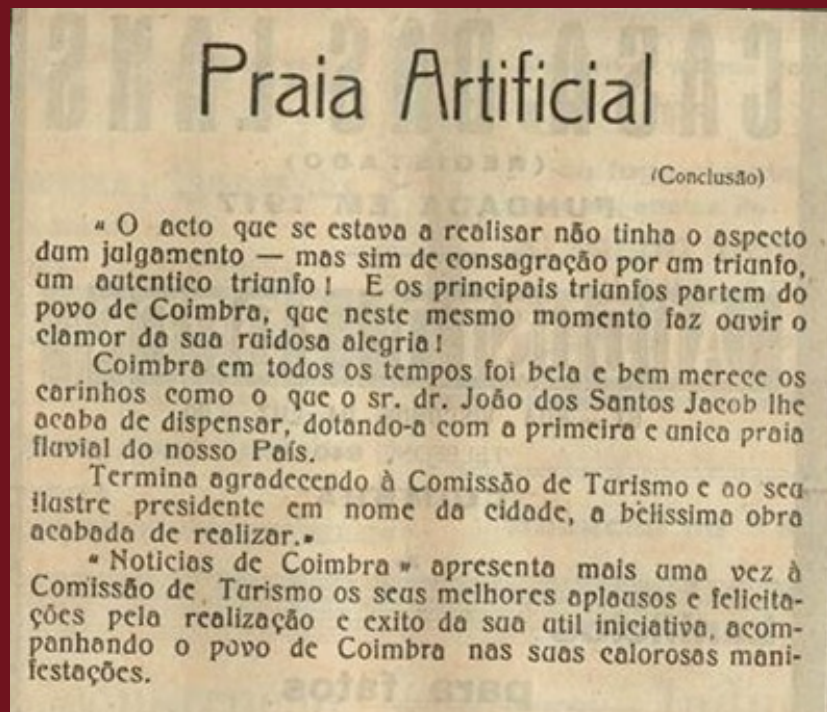 Praia Artificial
(Conclusão)
« O acto que se estava a realisar não tinha o aspecto
dum julgamento — mas sim de consagração por um triunfo,
um autentico triunfo ! E os principais triunfos partem do
povo de Coimbra, que neste mesmo momento faz ouvir o
clamor da sua ruidosa alegria !
Coimbra em todos os tempos foi bela e bem merece os
carinhos como o que o sr. dr. João dos Santos Jacob lhe
acaba de dispensar, dotando-a com a primeira e unica praia
fluvial do nosso País.
Termina agradecendo à Comissão de Turismo e ao seu
ilustre presidente em nome da cidade, a belissima obra
acabada de realizar.»
« Noticias de Coimbra » apresenta mais uma vez à
Comissão de Turismo os seus melhores aplausos e felicita-
ções pela realização e exito da sua util iniciativa, acom-
panhando o povo de Coimbra nas suas calorosas mani-
festações.